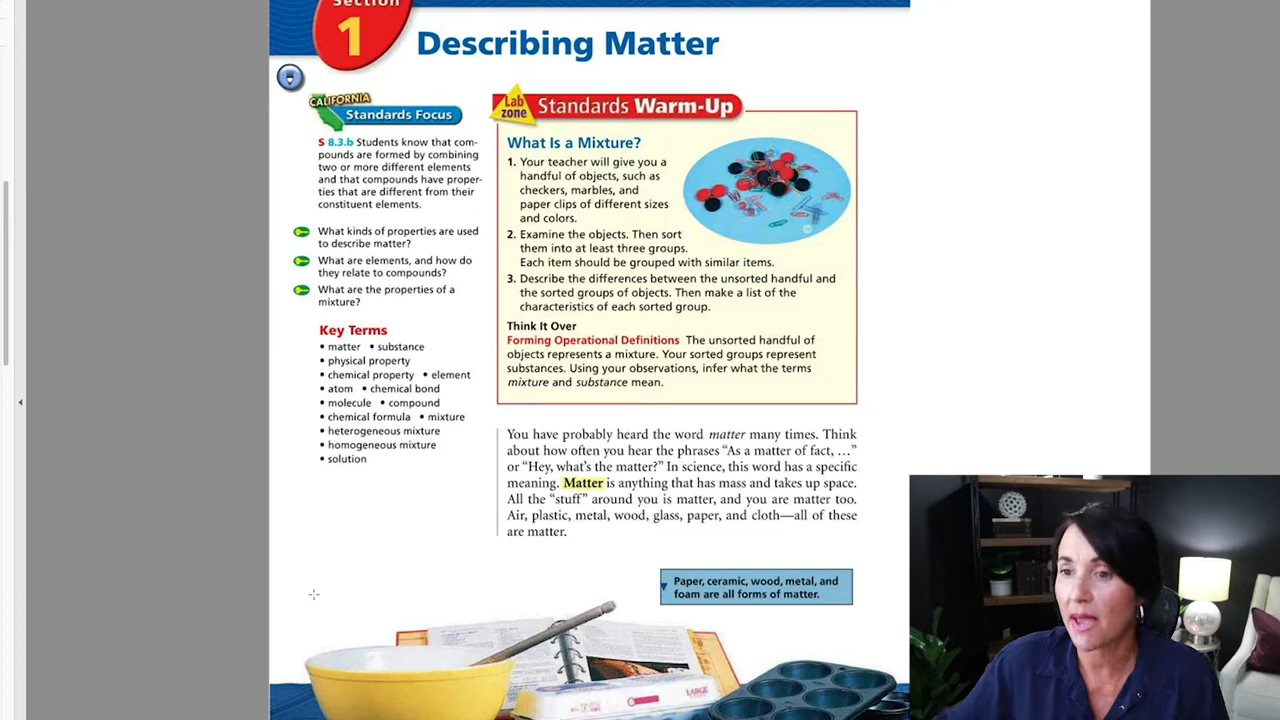 Section
1
Describing Matter
CALIFORNIA
Standards Focus
S 8.3.b Students know that com-
pounds are formed by combining
two or more different elements
and that compounds have proper-
ties that are different from their
constituent elements.
What kinds of properties are used
to describe matter?
What are elements, and how do
they relate to compounds?
What are the properties of a
mixture?
Key Terms
• matter • substance
• physical property
• chemical property • element
• atom • chemical bond
• molecule • compound
• chemical formula • mixture
• heterogeneous mixture
• homogeneous mixture
• solution
Lab
zone
Standards Warm-Up
What Is a Mixture?
1. Your teacher will give you a
handful of objects, such as
checkers, marbles, and
paper clips of different sizes
and colors.
2. Examine the objects. Then sort
them into at least three groups.
Each item should be grouped with similar items.
3. Describe the differences between the unsorted handful and
the sorted groups of objects. Then make a list of the
characteristics of each sorted group.
Think It Over
Forming Operational Definitions The unsorted handful of
objects represents a mixture. Your sorted groups represent
substances. Using your observations, infer what the terms
mixture and substance mean.
©
You have probably heard the word matter many times. Think
about how often you hear the phrases “As a matter of fact, …”
or “Hey, what’s the matter?” In science, this word has a specific
meaning. Matter is anything that has mass and takes up space.
All the “stuff” around you is matter, and you are matter too.
Air, plastic, metal, wood, glass, paper, and cloth—all of these
are matter.
Paper, ceramic, wood, metal, and
foam are all forms of matter.
LARGE